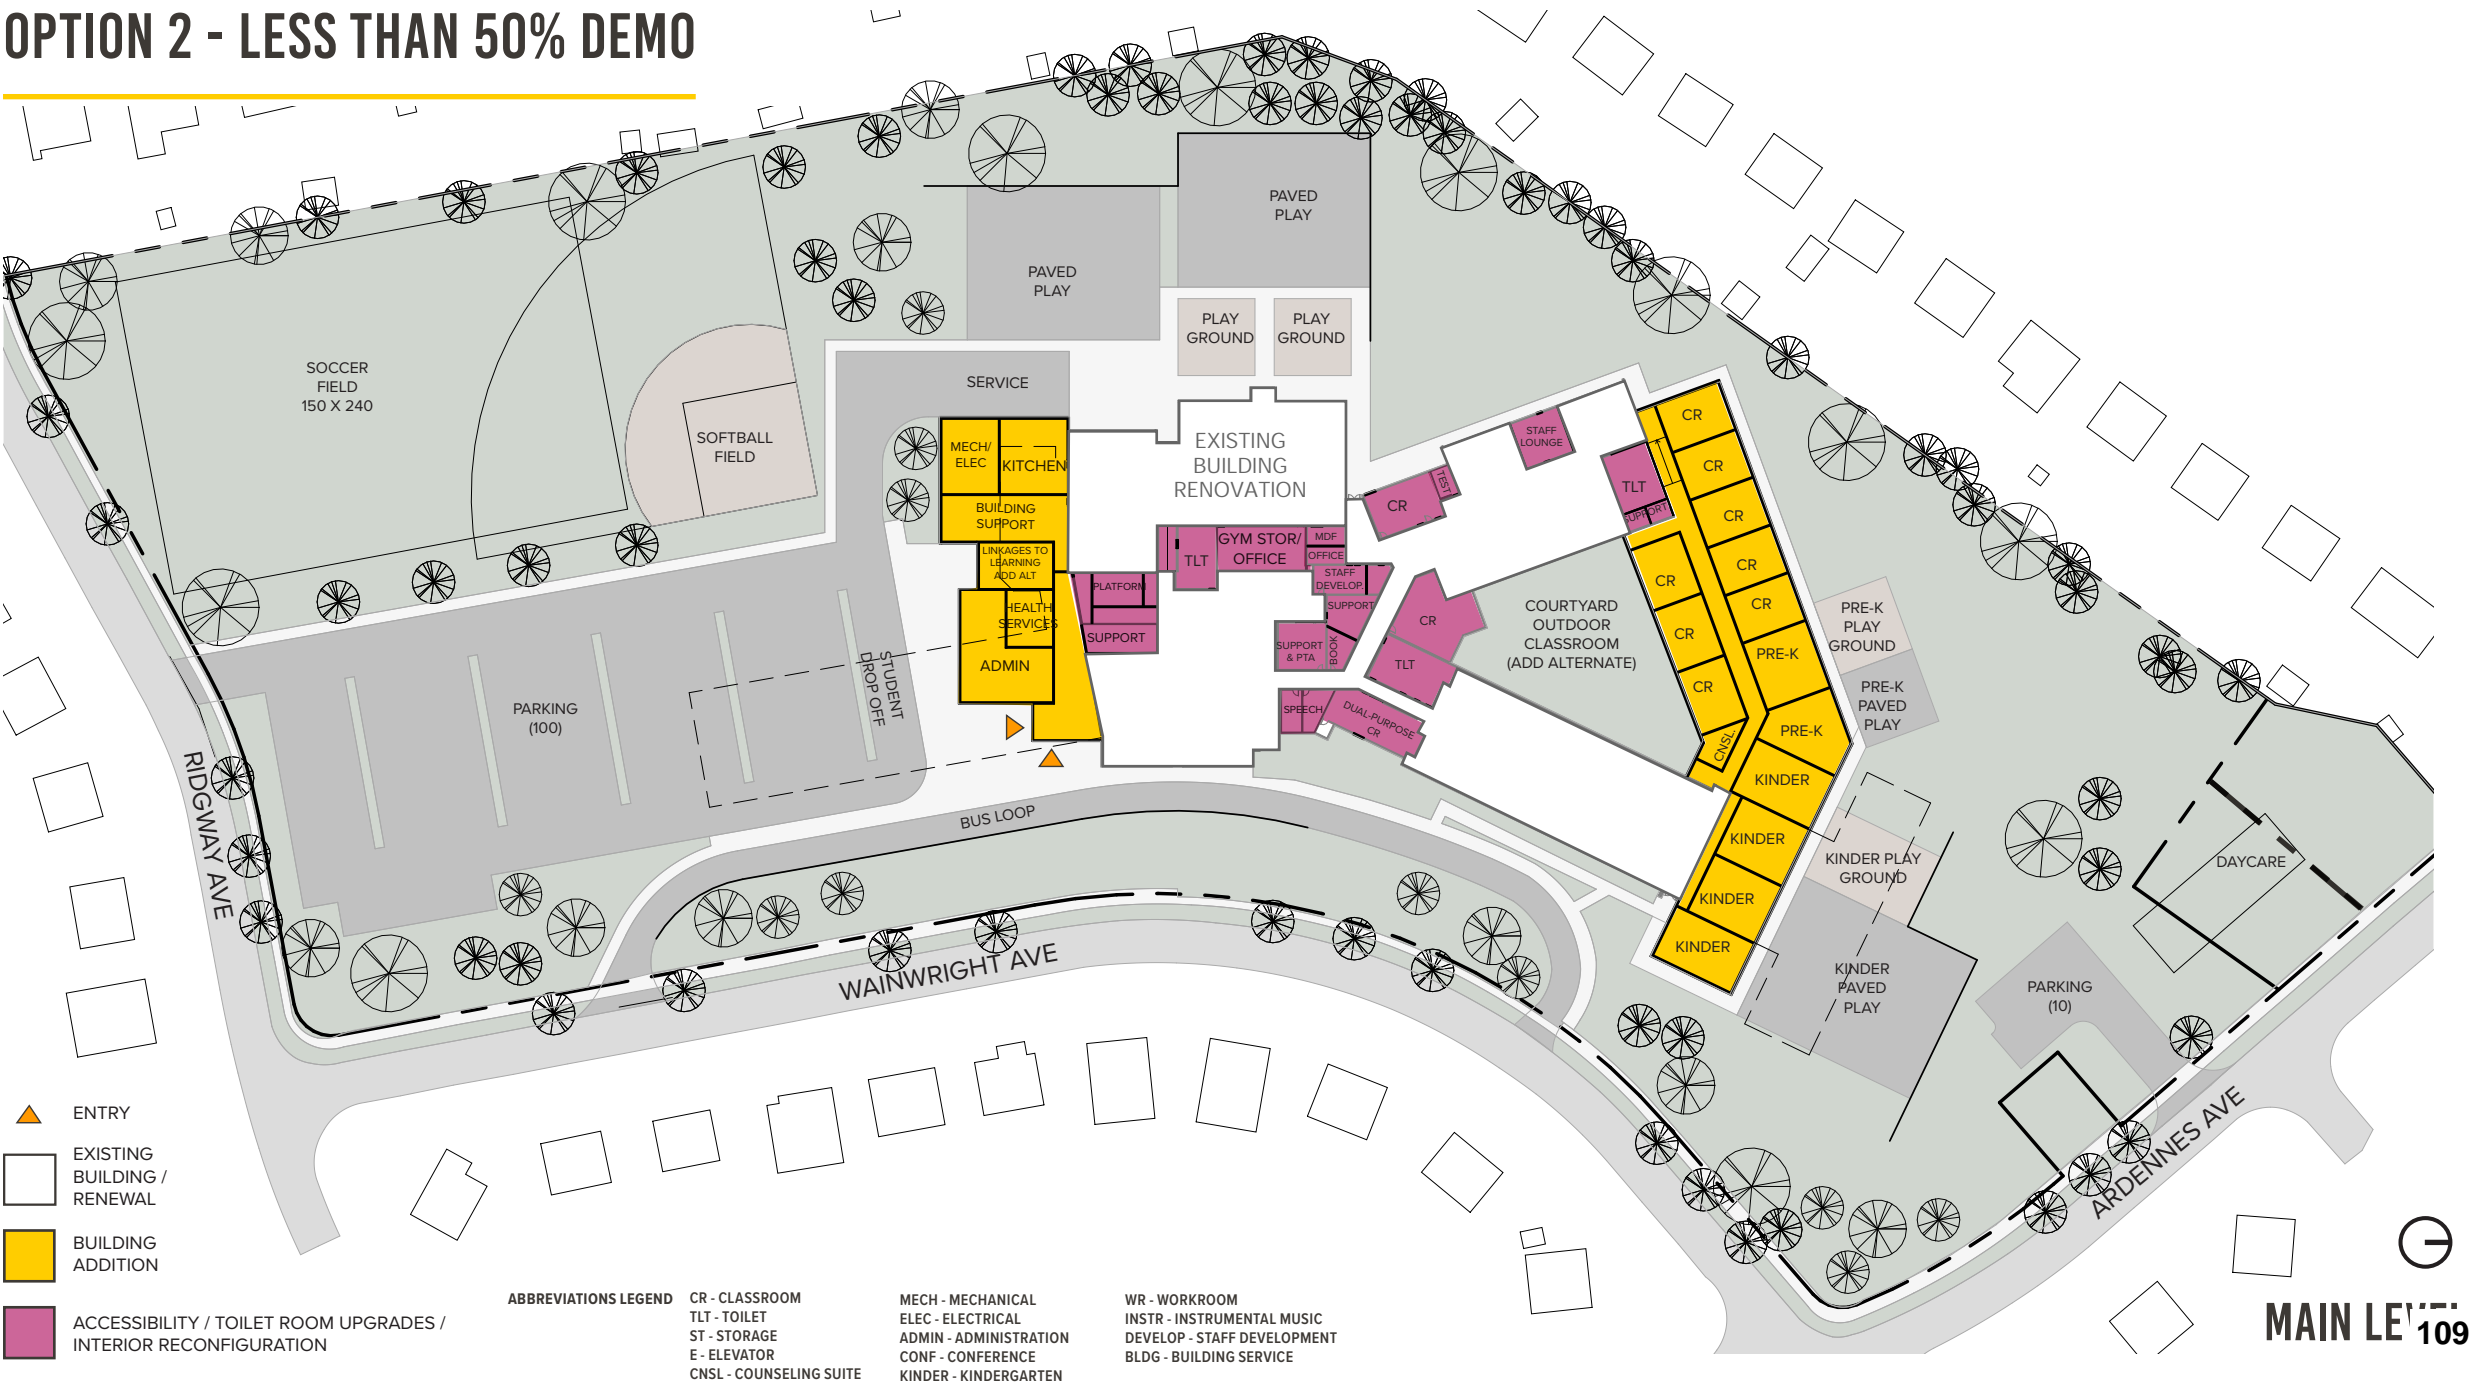 OPTION 2 - LESS THAN 50% DEMO
PAVED
PLAY
PAVED
PLAY
PLAY
GROUND
PLAY
GROUND
SERVICE
SOCCER
FIELD
150 X 240
SOFTBALL
FIELD
MECH/
ELEC
KITCHEN
BUILDING
SUPPORT
LINKAGES TO
LEARNING
ADD ALT
HEALTH
SERVICES
ADMIN
EXISTING
BUILDING
RENOVATION
PLATFORM
SUPPORT
TLT
GYM STOR/
OFFICE
MDF
OFFICE
STAFF
DEVELOP.
SUPPORT
SUPPORT
& PTA
BOOK
SPEECH
DUAL-PURPOSE
CR
CR
TEST
STAFF
LOUNGE
TLT
SUPPORT
CR
TLT
COURTYARD
OUTDOOR
CLASSROOM
(ADD ALTERNATE)
CR
CR
CR
CR
CR
CR
CR
CR
CNSL.
PRE-K
PRE-K
KINDER
KINDER
KINDER
KINDER
PRE-K
PLAY
GROUND
PRE-K
PAVED
PLAY
KINDER PLAY
GROUND
KINDER
PAVED
PLAY
DAYCARE
PARKING
(10)
PARKING
(100)
STUDENT
DROP OFF
BUS LOOP
RIDGWAY AVE
WAINWRIGHT AVE
ARDENNES AVE
ENTRY
EXISTING
BUILDING /
RENEWAL
BUILDING
ADDITION
ACCESSIBILITY / TOILET ROOM UPGRADES /
INTERIOR RECONFIGURATION
ABBREVIATIONS LEGEND
CR - CLASSROOM
TLT - TOILET
ST - STORAGE
E - ELEVATOR
CNSL - COUNSELING SUITE
MECH - MECHANICAL
ELEC - ELECTRICAL
ADMIN - ADMINISTRATION
CONF - CONFERENCE
KINDER - KINDERGARTEN
WR - WORKROOM
INSTR - INSTRUMENTAL MUSIC
DEVELOP - STAFF DEVELOPMENT
BLDG - BUILDING SERVICE
MAIN LEVEL
109